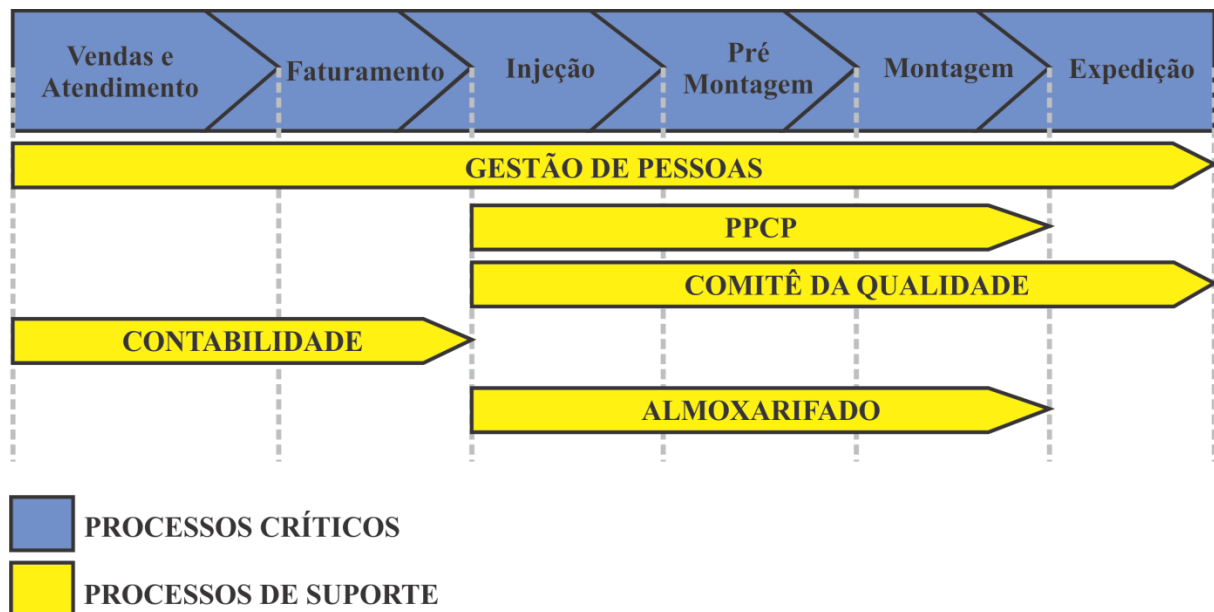 Vendas e
Atendimento
Faturamento
Injeção
Pré
Montagem
Montagem
Expedição
GESTÃO DE PESSOAS
PPCP
COMITÊ DA QUALIDADE
CONTABILIDADE
ALMOXARIFADO
PROCESSOS CRÍTICOS
PROCESSOS DE SUPORTE